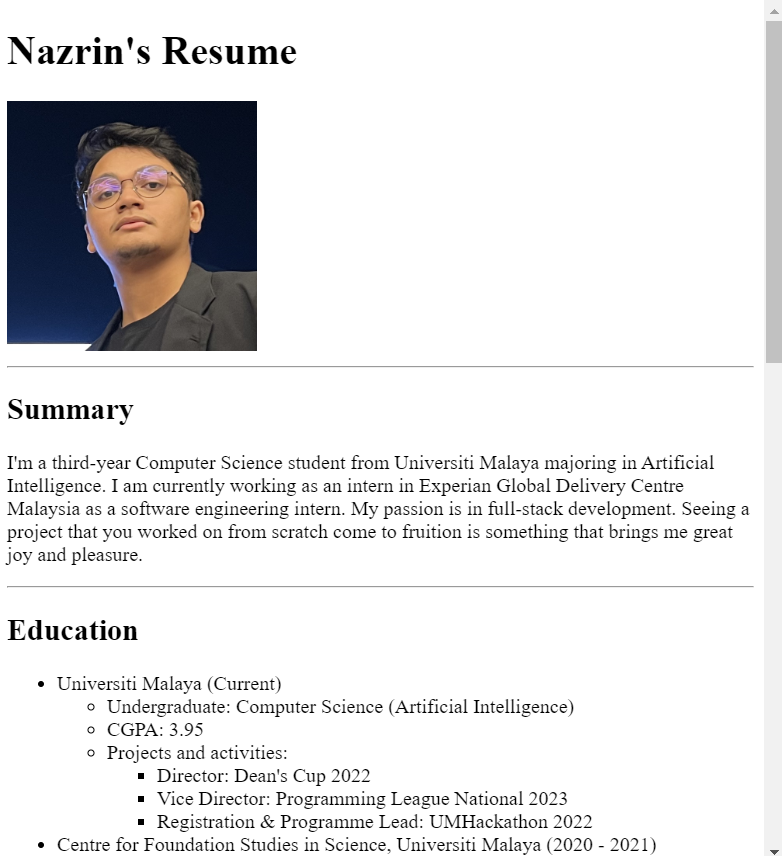 Nazrin's Resume
Summary
I'm a third-year Computer Science student from Universiti Malaya majoring in Artificial
Intelligence. I am currently working as an intern in Experian Global Delivery Centre
Malaysia as a software engineering intern. My passion is in full-stack development. Seeing a
project that you worked on from scratch come to fruition is something that brings me great
joy and pleasure.
Education
Universiti Malaya (Current)
Undergraduate: Computer Science (Artificial Intelligence)
CGPA: 3.95
Projects and activities:
Director: Dean's Cup 2022
Vice Director: Programming League National 2023
Registration & Programme Lead: UMHackathon 2022
Centre for Foundation Studies in Science, Universiti Malaya (2020 - 2021)